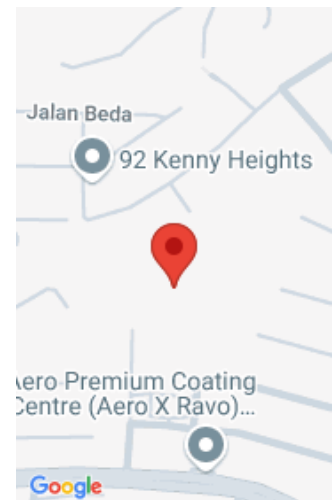 Jalan Beda
92 Kenny Heights
Aero Premium Coating
Centre (Aero X Ravo)...
Google